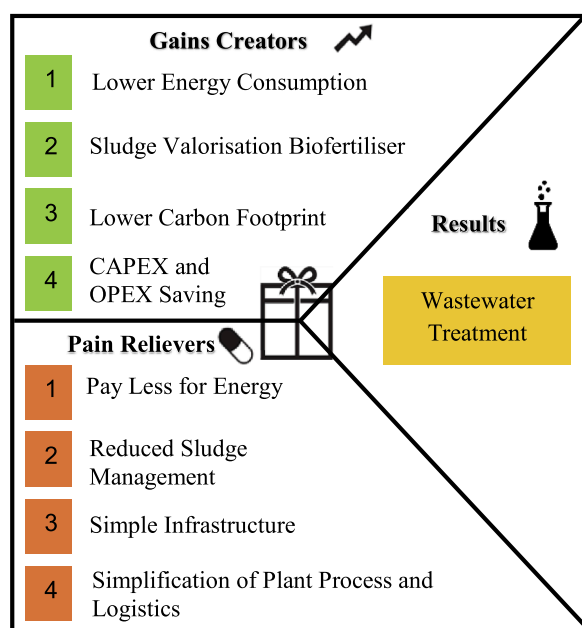 Gains Creators
1
Lower Energy Consumption
2
Sludge Valorisation Biofertiliser
3
Lower Carbon Footprint
4
CAPEX and
OPEX Saving
Results
Wastewater
Treatment
Pain Relievers
1
Pay Less for Energy
2
Reduced Sludge
Management
3
Simple Infrastructure
4
Simplification of Plant Process and
Logistics